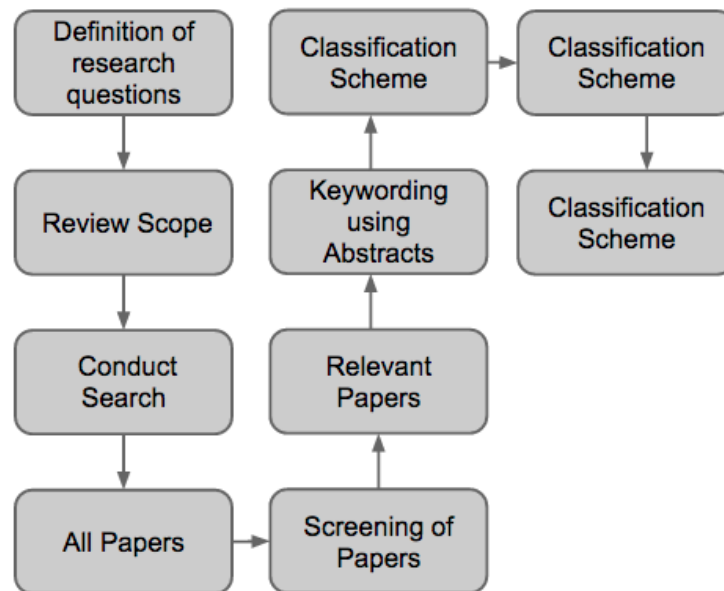 Definition of
research
questions
Review Scope
Conduct
Search
All Papers
Screening of
Papers
Relevant
Papers
Keywording
using
Abstracts
Classification
Scheme
Classification
Scheme
Classification
Scheme